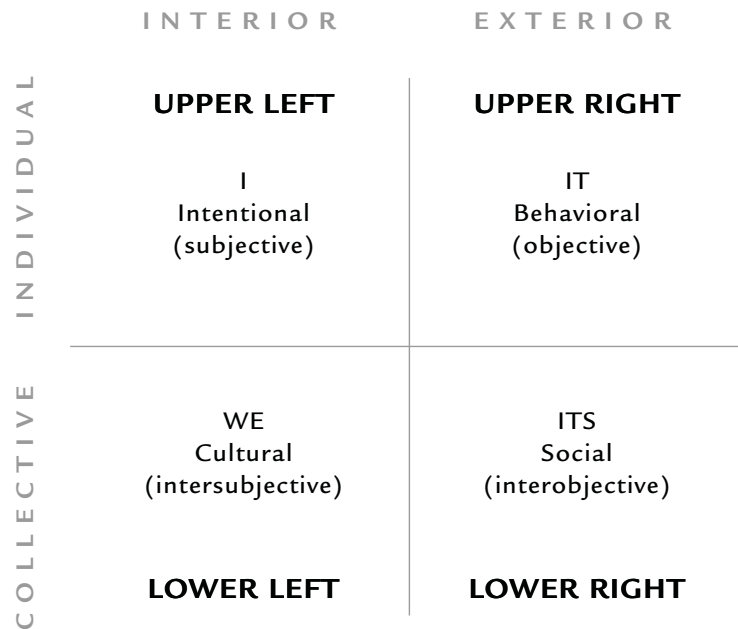 INTERIOR
EXTERIOR
INDIVIDUAL
UPPER LEFT
I
Intentional
(subjective)
UPPER RIGHT
IT
Behavioral
(objective)
COLLECTIVE
WE
Cultural
(intersubjective)
LOWER LEFT
ITS
Social
(interobjective)
LOWER RIGHT